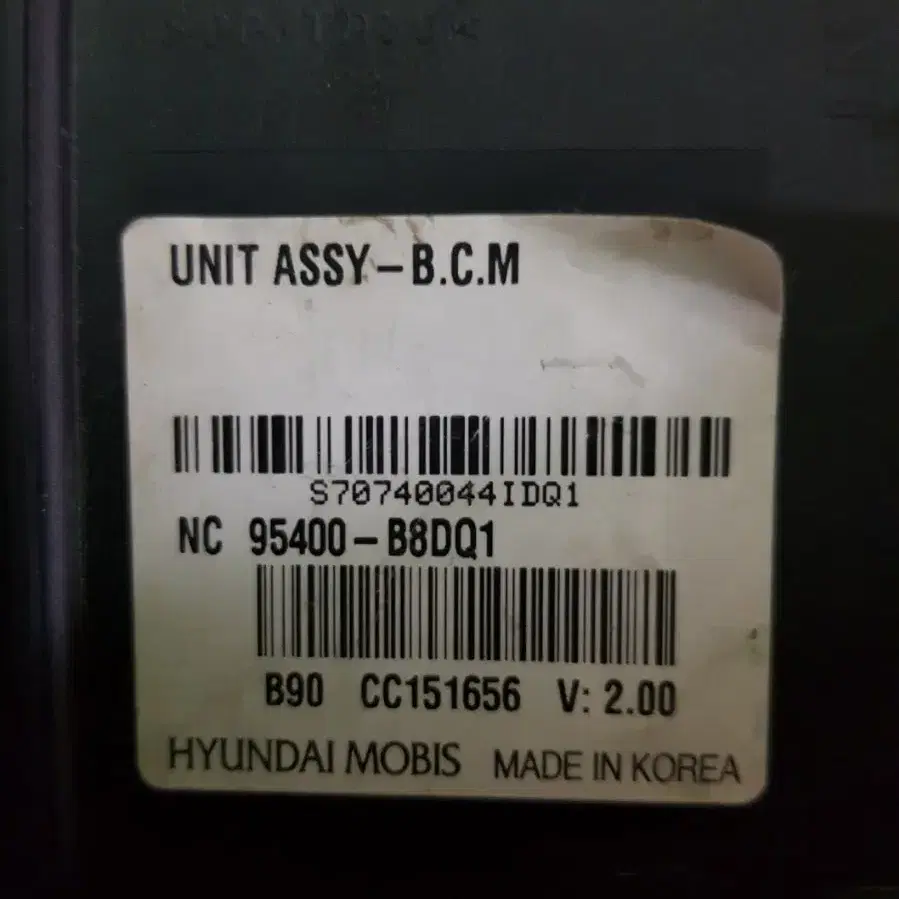 UNIT ASSY-B.C.M
S70740044IDQ1
NC 95400-B8DQ1
B90 CC151656 V: 2.00
HYUNDAI MOBIS MADE IN KOREA